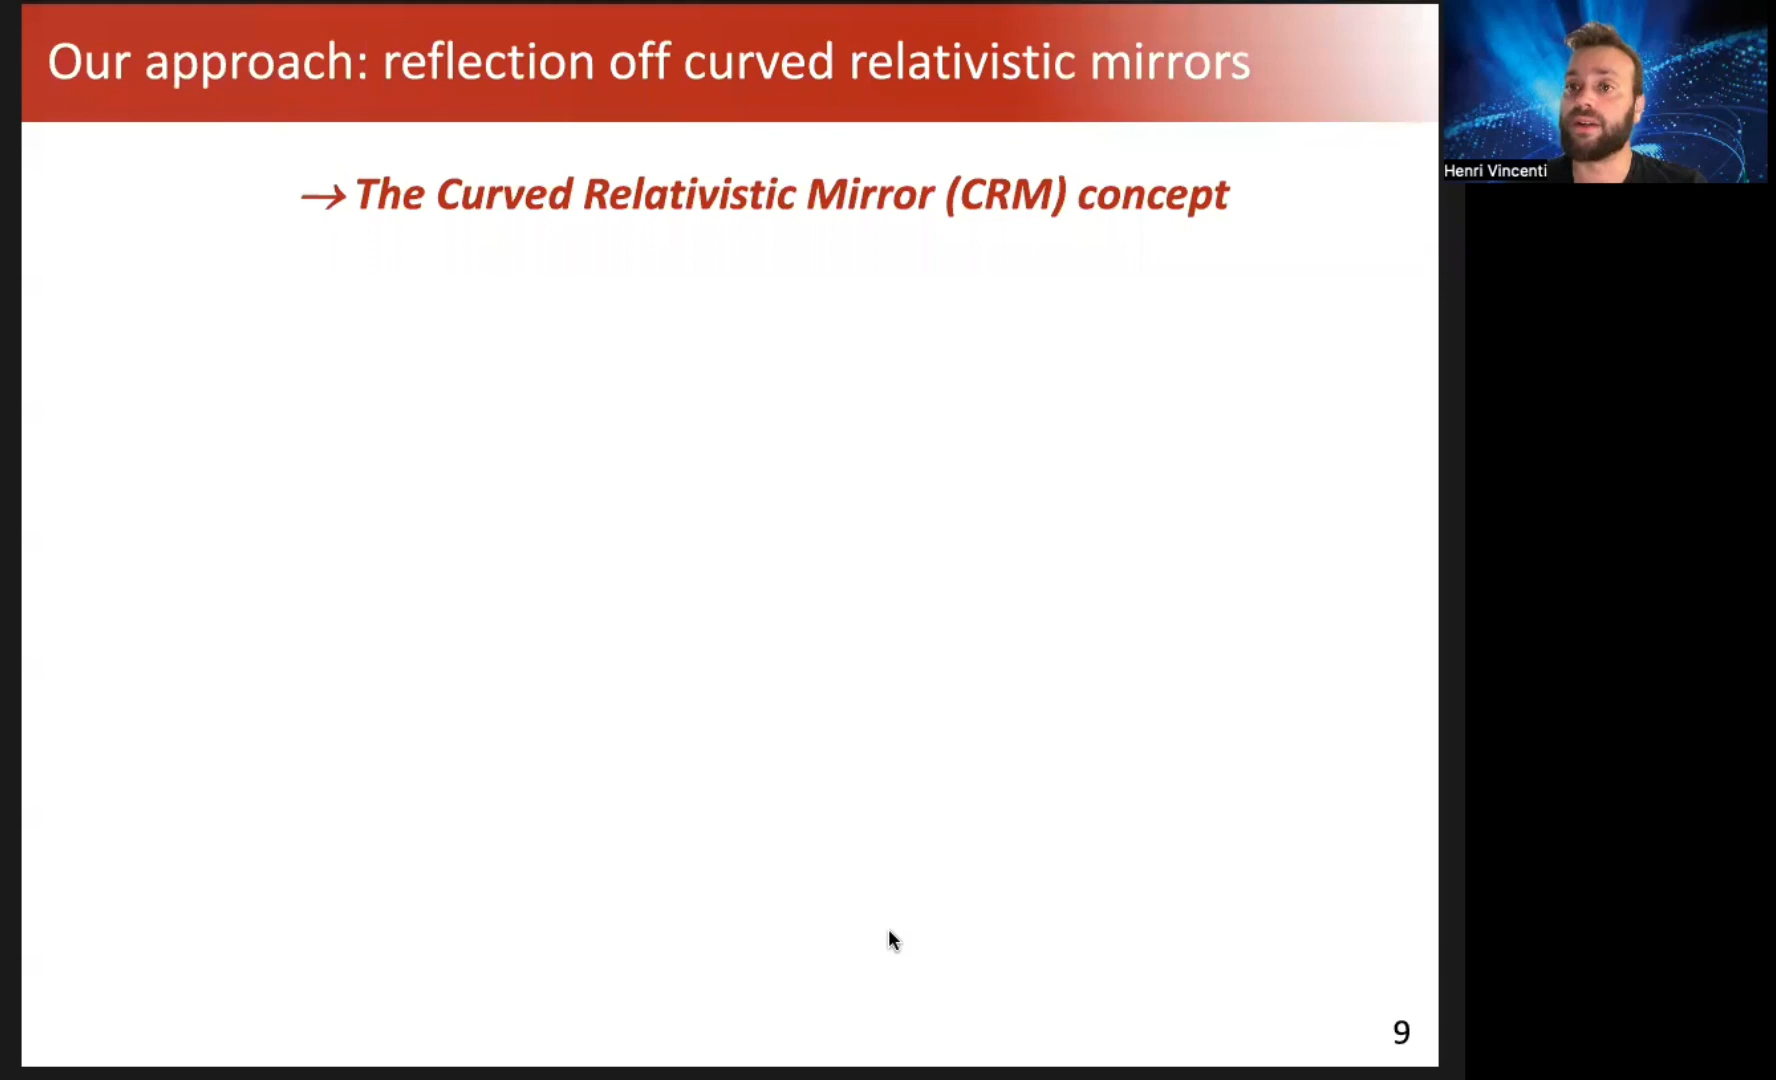 Our approach: reflection off curved relativistic mirrors
Henri Vincenti
→ The Curved Relativistic Mirror (CRM) concept
9